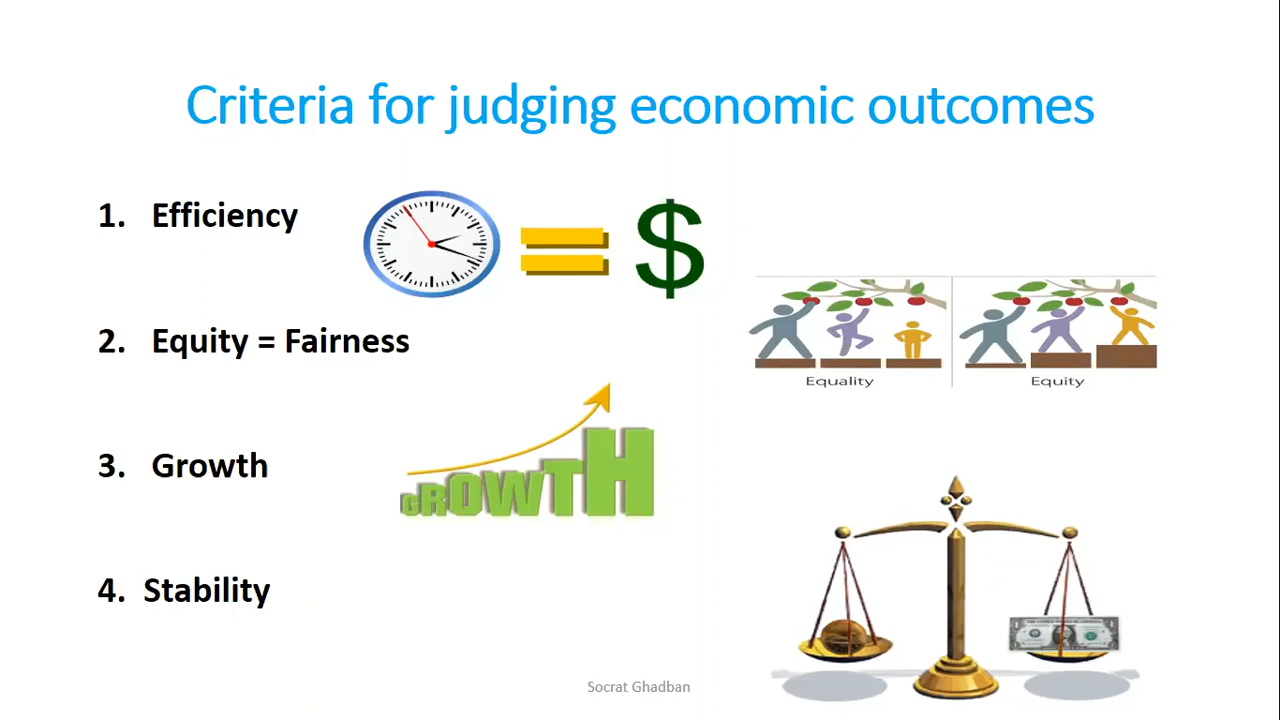 Criteria for judging economic outcomes
1. Efficiency
$
2. Equity = Fairness
Equality
Equity
3. Growth
GROWTH
4. Stability
Socrat Ghadban